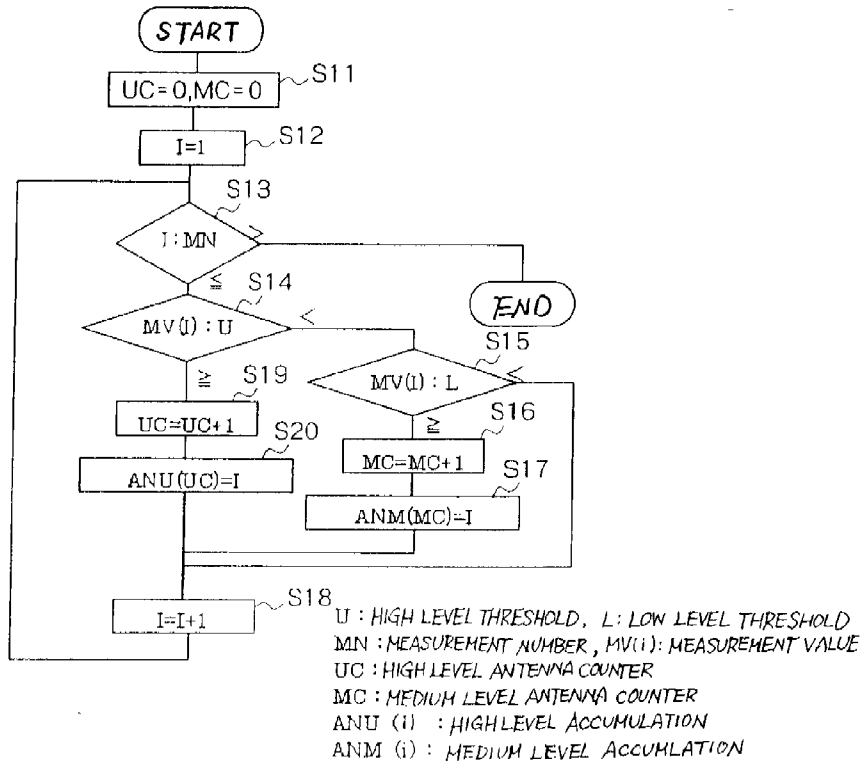 START
S11
UC=0,MC=0
S12
I=1
S13
I:MN
>
≦
S14
END
MV(I):U
<
S15
MV(I):L
<
≧
S19
UC=UC+1
≧
S16
MC=MC+1
S20
ANU(UC)=I
S17
ANM(MC)=I
S18
I=I+1
U : HIGH LEVEL THRESHOLD, L: LOW LEVEL THRESHOLD
MN : MEASUREMENT NUMBER, MV(i): MEASUREMENT VALUE
UC : HIGH LEVEL ANTENNA COUNTER
MC : MEDIUM LEVEL ANTENNA COUNTER
ANU (i) : HIGH LEVEL ACCUMULATION
ANM (i) : MEDIUM LEVEL ACCUMLATION